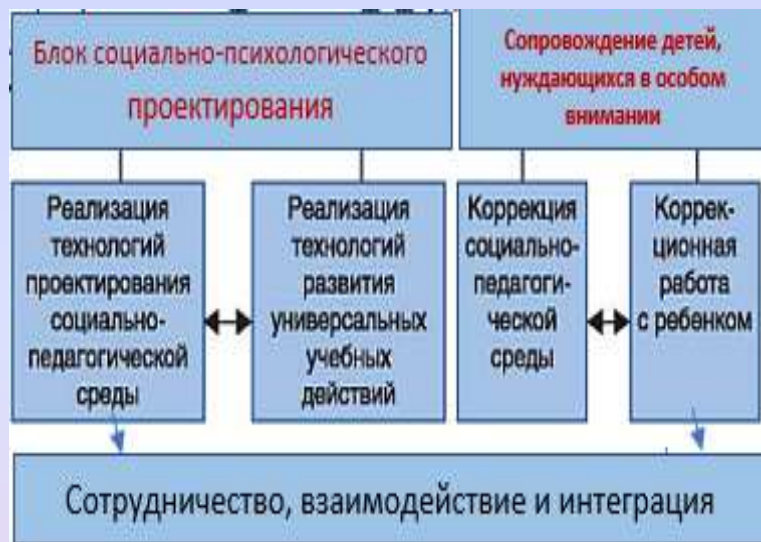 Блок социально-психологического
проектирования
Сопровождение детей,
нуждающихся в особом
внимании
Реализация
технологий
проектирования
социально-
педагогической
среды
Реализация
технологий
развития
универсальных
учебных
действий
Коррекция
социально-
педагоги-
ческой
среды
Коррек-
ционная
работа
с ребенком
Сотрудничество, взаимодействие и интеграция